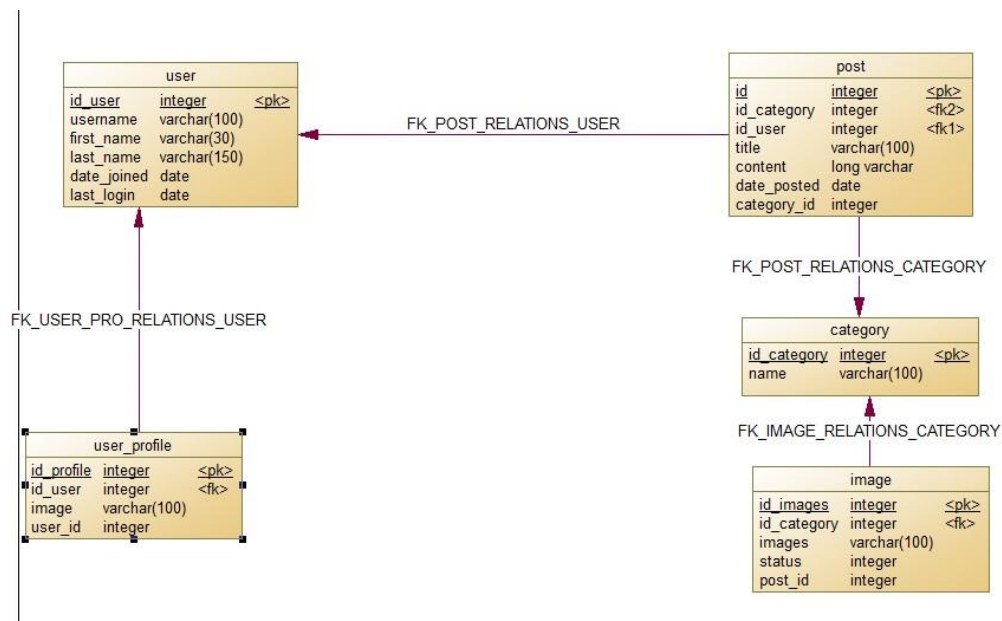 user
id_user integer <pk>
username varchar(100)
first_name varchar(30)
last_name varchar(150)
date_joined date
last_login date
post
id integer <pk>
id_category integer <fk2>
id_user integer <fk1>
title varchar(100)
content long varchar
date_posted date
category_id integer
FK_POST_RELATIONS_USER
FK_POST_RELATIONS_CATEGORY
FK_USER_PRO_RELATIONS_USER
category
id_category integer <pk>
name varchar(100)
FK_IMAGE_RELATIONS_CATEGORY
user_profile
id_profile integer <pk>
id_user integer <fk>
image varchar(100)
user_id integer
image
id_images integer <pk>
id_category integer <fk>
images varchar(100)
status integer
post_id integer